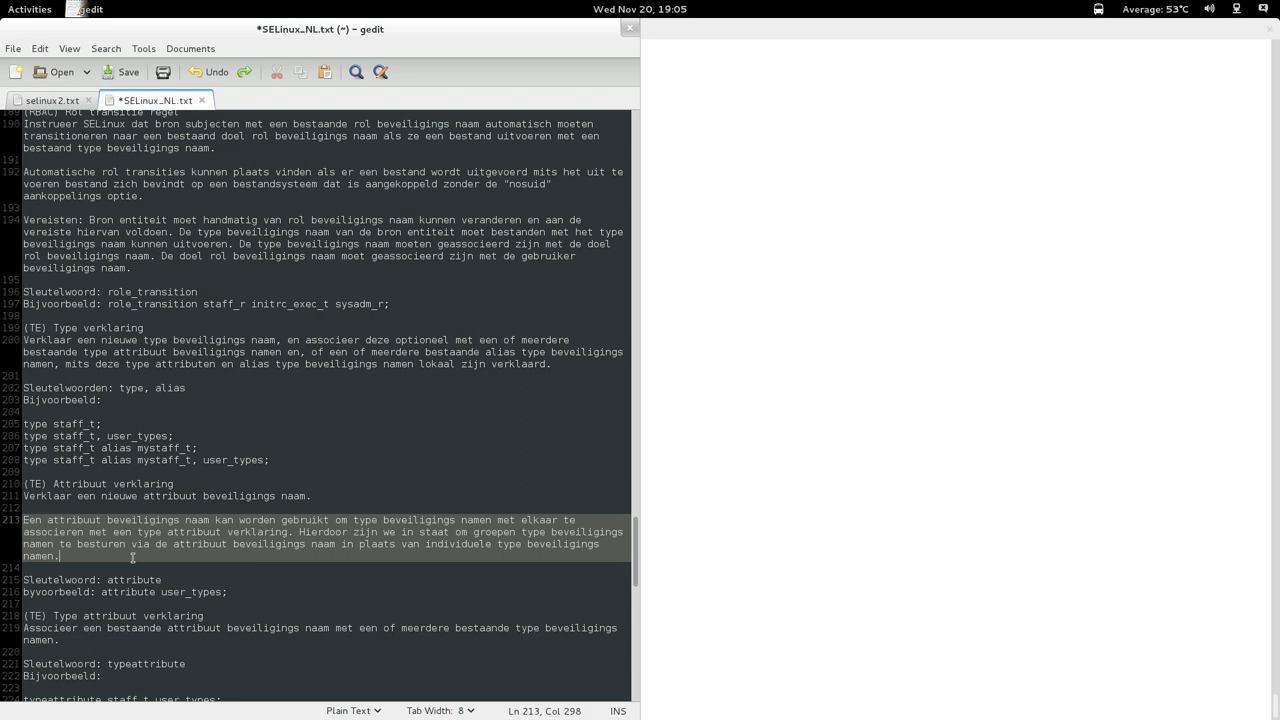 Activities gedit Wed Nov 20, 19:05 Average: 53°C
*SELinux_NL.txt (~) – gedit
File Edit View Search Tools Documents
Open Save Undo
selinux2.txt *SELinux_NL.txt
189 (RBAC) Rol transitie regel
190 Instrueer SELinux dat bron subjecten met een bestaande rol beveiligings naam automatisch moeten
transitioneren naar een bestaand doel rol beveiligings naam als ze een bestand uitvoeren met een
bestaand type beveiligings naam.
191
192 Automatische rol transities kunnen plaats vinden als er een bestand wordt uitgevoerd mits het uit te
voeren bestand zich bevindt op een bestandsysteem dat is aangekoppeld zonder de "nosuid"
aankoppelings optie.
193
194 Vereisten: Bron entiteit moet handmatig van rol beveiligings naam kunnen veranderen en aan de
vereiste hiervan voldoen. De type beveiligings naam van de bron entiteit moet bestanden met het type
beveiligings naam kunnen uitvoeren. De type beveiligings naam moeten geassocieerd zijn met de doel
rol beveiligings naam. De doel rol beveiligings naam moet geassocieerd zijn met de gebruiker
beveiligings naam.
195
196 Sleutelwoord: role_transition
197 Bijvoorbeeld: role_transition staff_r initrc_exec_t sysadm_r;
198
199 (TE) Type verklaring
200 Verklaar een nieuwe type beveiligings naam, en associeer deze optioneel met een of meerdere
bestaande type attribuut beveiligings namen en, of een of meerdere bestaande alias type beveiligings
namen, mits deze type attributen en alias type beveiligings namen lokaal zijn verklaard.
201
202 Sleutelwoorden: type, alias
203 Bijvoorbeeld:
204
205 type staff_t;
206 type staff_t, user_types;
207 type staff_t alias mystaff_t;
208 type staff_t alias mystaff_t, user_types;
209
210 (TE) Attribuut verklaring
211 Verklaar een nieuwe attribuut beveiligings naam.
212
213 Een attribuut beveiligings naam kan worden gebruikt om type beveiligings namen met elkaar te
associeren met een type attribuut verklaring. Hierdoor zijn we in staat om groepen type beveiligings
namen te besturen via de attribuut beveiligings naam in plaats van individuele type beveiligings
namen.
214
215 Sleutelwoord: attribute
216 byvoorbeeld: attribute user_types;
217
218 (TE) Type attribuut verklaring
219 Associeer een bestaande attribuut beveiligings naam met een of meerdere bestaande type beveiligings
namen.
220
221 Sleutelwoord: typeattribute
222 Bijvoorbeeld:
223
224 typeattribute staff_t user_types;
Plain Text Tab Width: 8 Ln 213, Col 298 INS